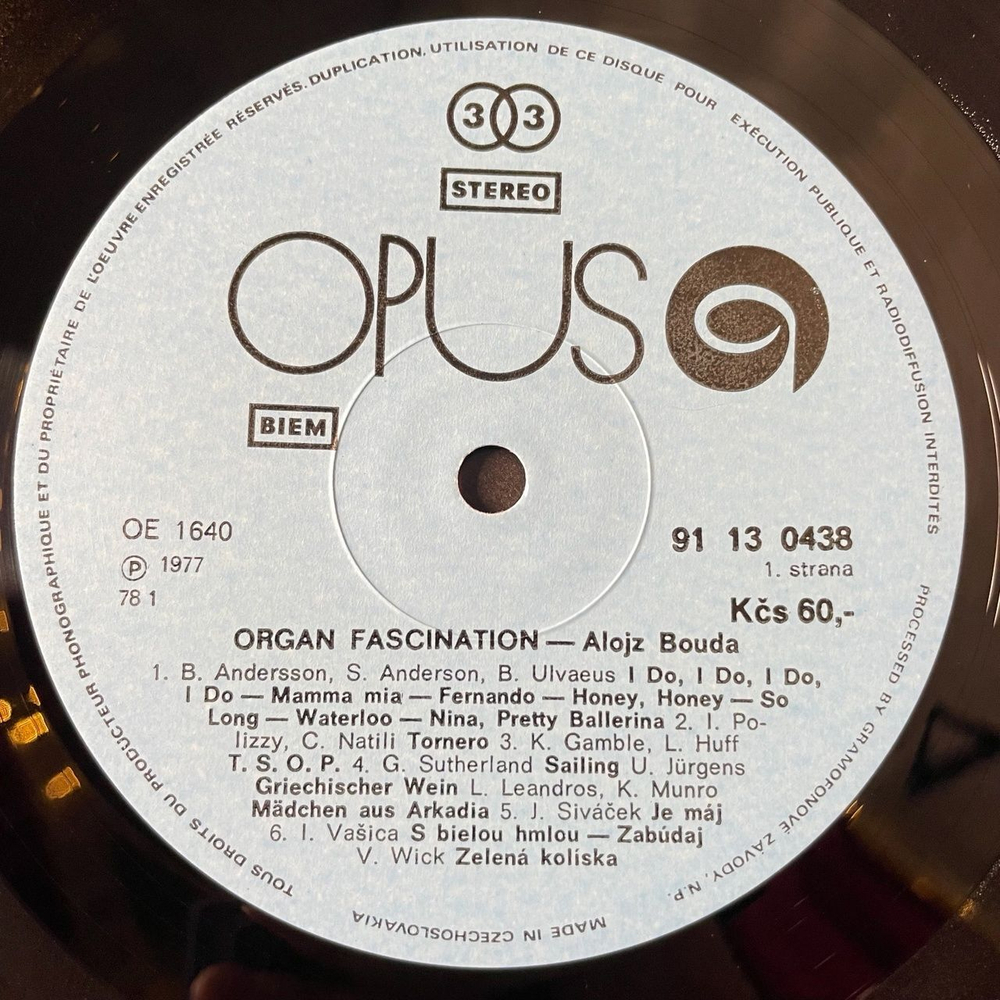 TOUS DROITS DU PRODUCTEUR PHONOGRAPHIQUE ET DU PROPRIÉTAIRE DE L'OEUVRE ENREGISTRÉE RÉSERVÉS. DUPLICATION. UTILISATION DE CE DISQUE POUR EXÉCUTION PUBLIQUE ET RADIODIFFUSION INTERDITES
3 3
STEREO
OPUS
BIEM
OE 1640
℗ 1977
78 1
91 13 0438
1. strana
Kčs 60,-
ORGAN FASCINATION — Alojz Bouda
1. B. Andersson, S. Anderson, B. Ulvaeus I Do, I Do, I Do,
I Do — Mamma mia — Fernando — Honey, Honey — So
Long — Waterloo — Nina, Pretty Ballerina 2. I. Po-
lizzy, C. Natili Tornero 3. K. Gamble, L. Huff
T. S. O. P. 4. G. Sutherland Sailing U. Jürgens
Griechischer Wein L. Leandros, K. Munro
Mädchen aus Arkadia 5. J. Siváček Je máj
6. I. Vašica S bielou hmlou — Zabúdaj
V. Wick Zelená kolíska
PROCESSED BY GRAMOFONOVÉ ZÁVODY, N.P.
MADE IN CZECHOSLOVAKIA